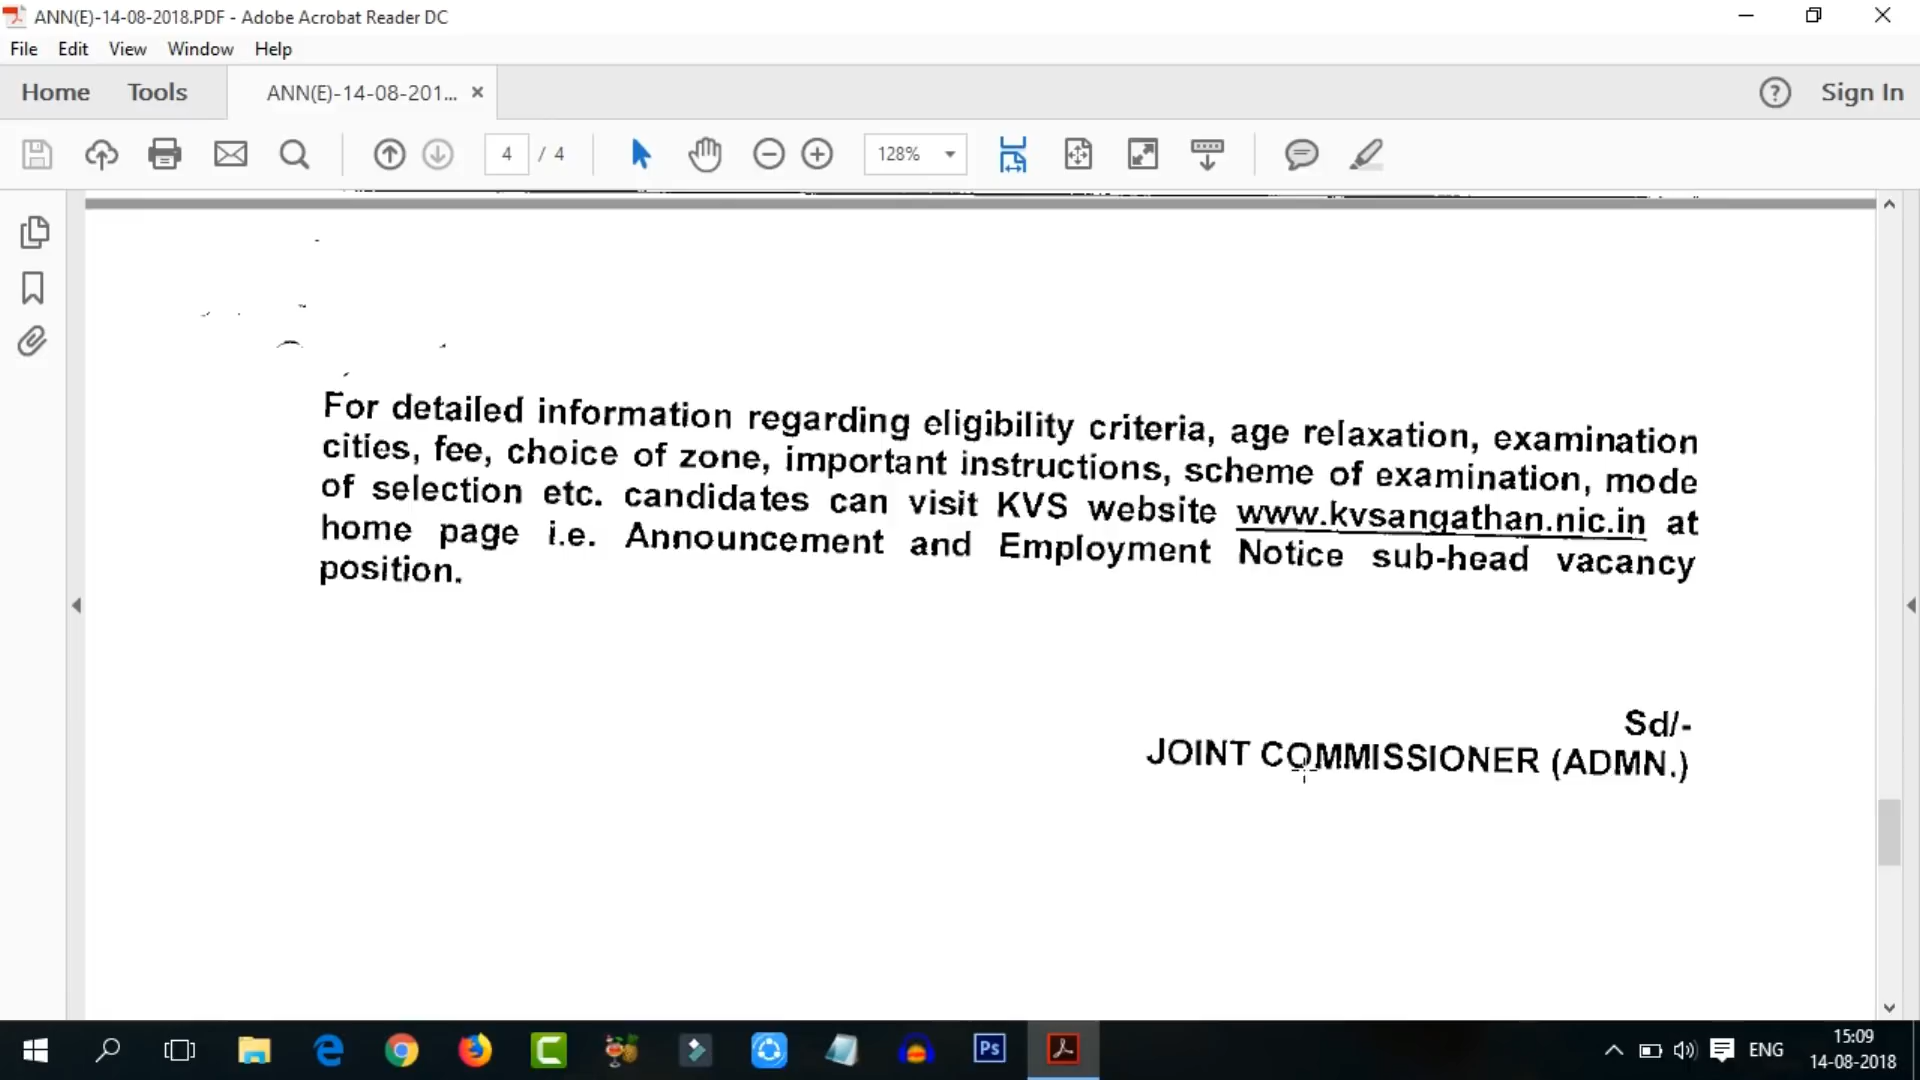 ANN(E)-14-08-2018.PDF - Adobe Acrobat Reader DC
File Edit View Window Help
Home Tools ANN(E)-14-08-201... × ? Sign In
4 / 4 128%
For detailed information regarding eligibility criteria, age relaxation, examination
cities, fee, choice of zone, important instructions, scheme of examination, mode
of selection etc. candidates can visit KVS website www.kvsangathan.nic.in at
home page i.e. Announcement and Employment Notice sub-head vacancy
position.
Sd/-
JOINT COMMISSIONER (ADMN.)
Ps
ENG
15:09
14-08-2018